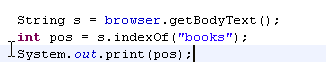 String s = browser.getBodyText();
int pos = s.indexOf("books");
System.out.print(pos);